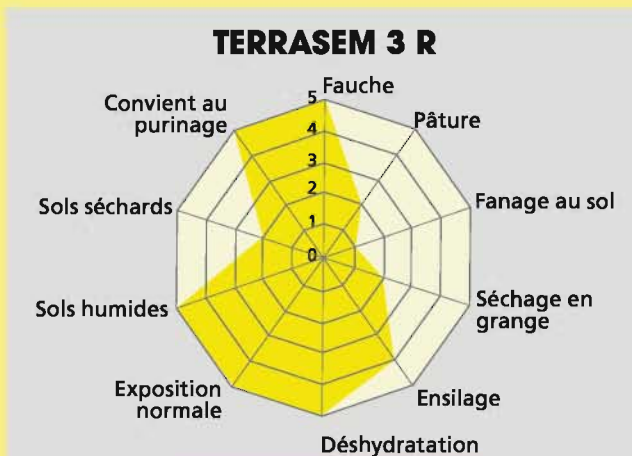 TERRASEM 3 R
Fauche
Pâture
Fanage au sol
Séchage en
grange
Ensilage
Déshydratation
Exposition
normale
Sols humides
Sols séchards
Convient au
purinage
5
4
3
2
1
0